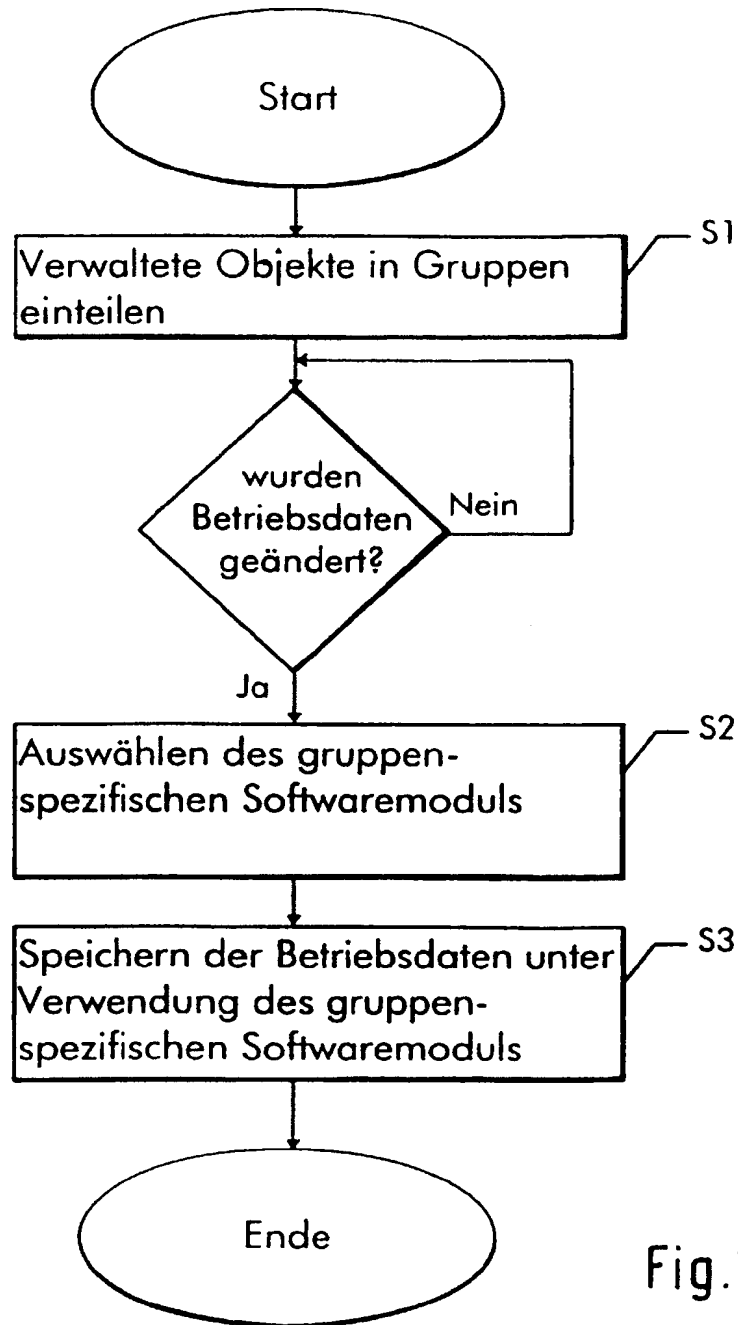 Start
S1
Verwaltete Objekte in Gruppen
einteilen
wurden
Betriebsdaten
geändert?
Nein
Ja
S2
Auswählen des gruppen-
spezifischen Softwaremoduls
S3
Speichern der Betriebsdaten unter
Verwendung des gruppen-
spezifischen Softwaremoduls
Ende
Fig.